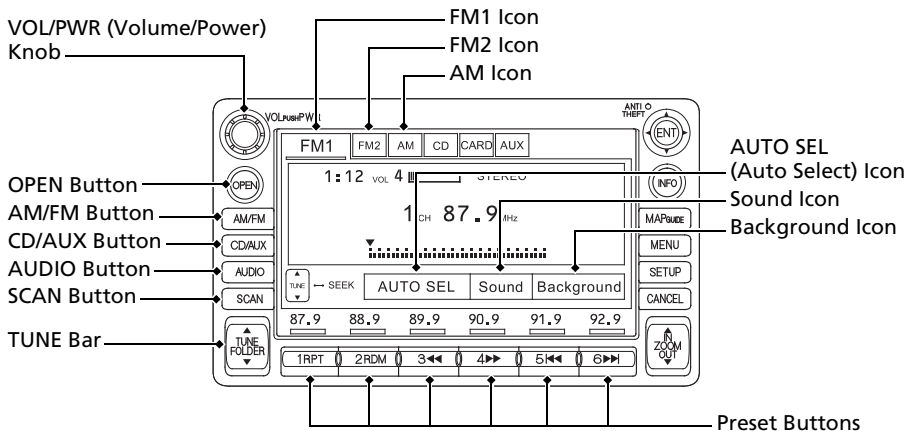 VOL/PWR (Volume/Power)
Knob
FM1 Icon
FM2 Icon
AM Icon
AUTO SEL
(Auto Select) Icon
Sound Icon
Background Icon
OPEN Button
AM/FM Button
CD/AUX Button
AUDIO Button
SCAN Button
TUNE Bar
Preset Buttons
VOL PUSH PWR
ANTI
THEFT
FM1 FM2 AM CD CARD AUX
ENT
1:12 VOL 4 STEREO
OPEN
INFO
AM/FM
1 CH 87.9 MHz
MAP GUIDE
CD/AUX
MENU
AUDIO
SETUP
TUNE ↔ SEEK AUTO SEL Sound Background
SCAN
CANCEL
87.9 88.9 89.9 90.9 91.9 92.9
▲
TUNE
FOLDER
▼
IN
ZOOM
OUT
1RPT 2RDM 3◀◀ 4▶▶ 5|◀◀ 6▶▶|